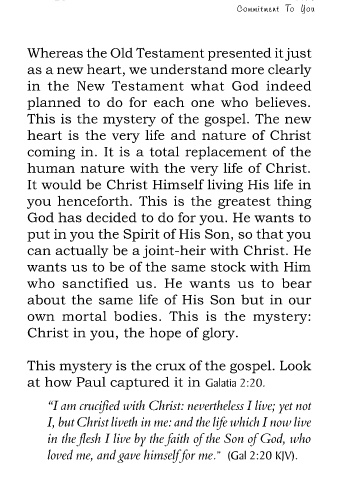 Commitment To You
Whereas the Old Testament presented it just
as a new heart, we understand more clearly
in the New Testament what God indeed
planned to do for each one who believes.
This is the mystery of the gospel. The new
heart is the very life and nature of Christ
coming in. It is a total replacement of the
human nature with the very life of Christ.
It would be Christ Himself living His life in
you henceforth. This is the greatest thing
God has decided to do for you. He wants to
put in you the Spirit of His Son, so that you
can actually be a joint-heir with Christ. He
wants us to be of the same stock with Him
who sanctified us. He wants us to bear
about the same life of His Son but in our
own mortal bodies. This is the mystery:
Christ in you, the hope of glory.
This mystery is the crux of the gospel. Look
at how Paul captured it in Galatia 2:20.
“I am crucified with Christ: nevertheless I live; yet not
I, but Christ liveth in me: and the life which I now live
in the flesh I live by the faith of the Son of God, who
loved me, and gave himself for me." (Gal 2:20 KJV).